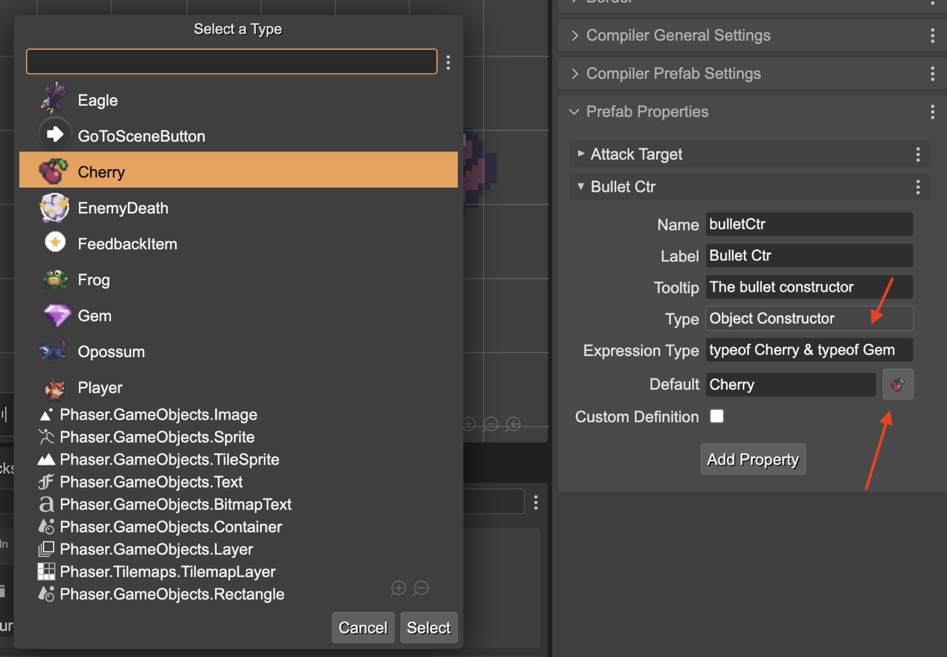 Select a Type
Eagle
GoToSceneButton
Cherry
EnemyDeath
FeedbackItem
Frog
Gem
Opossum
Player
Phaser.GameObjects.Image
Phaser.GameObjects.Sprite
Phaser.GameObjects.TileSprite
Phaser.GameObjects.Text
Phaser.GameObjects.BitmapText
Phaser.GameObjects.Container
Phaser.GameObjects.Layer
Phaser.Tilemaps.TilemapLayer
Phaser.GameObjects.Rectangle
Cancel
Select
Border
Compiler General Settings
Compiler Prefab Settings
Prefab Properties
Attack Target
Bullet Ctr
Name bulletCtr
Label Bullet Ctr
Tooltip The bullet constructor
Type Object Constructor
Expression Type typeof Cherry & typeof Gem
Default Cherry
Custom Definition
Add Property